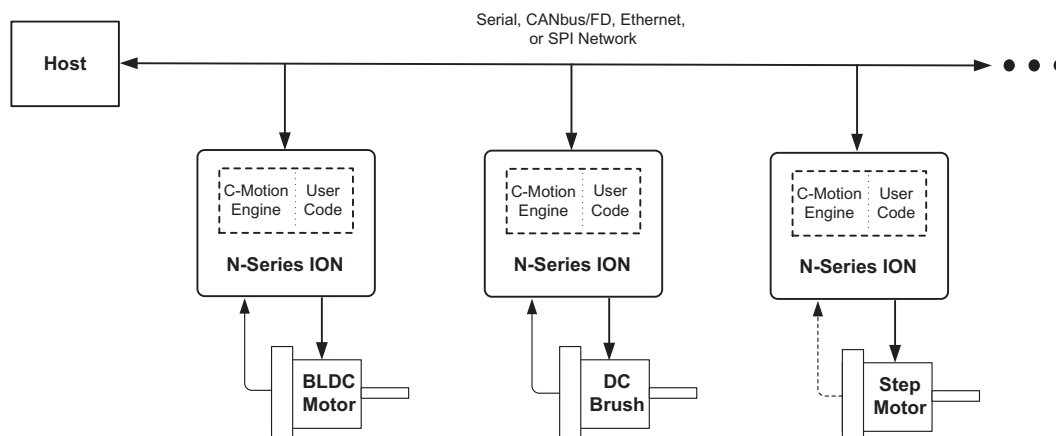 Serial, CANbus/FD, Ethernet,
or SPI Network
Host
C-Motion
Engine
User
Code
N-Series ION
C-Motion
Engine
User
Code
N-Series ION
C-Motion
Engine
User
Code
N-Series ION
BLDC
Motor
DC
Brush
Step
Motor